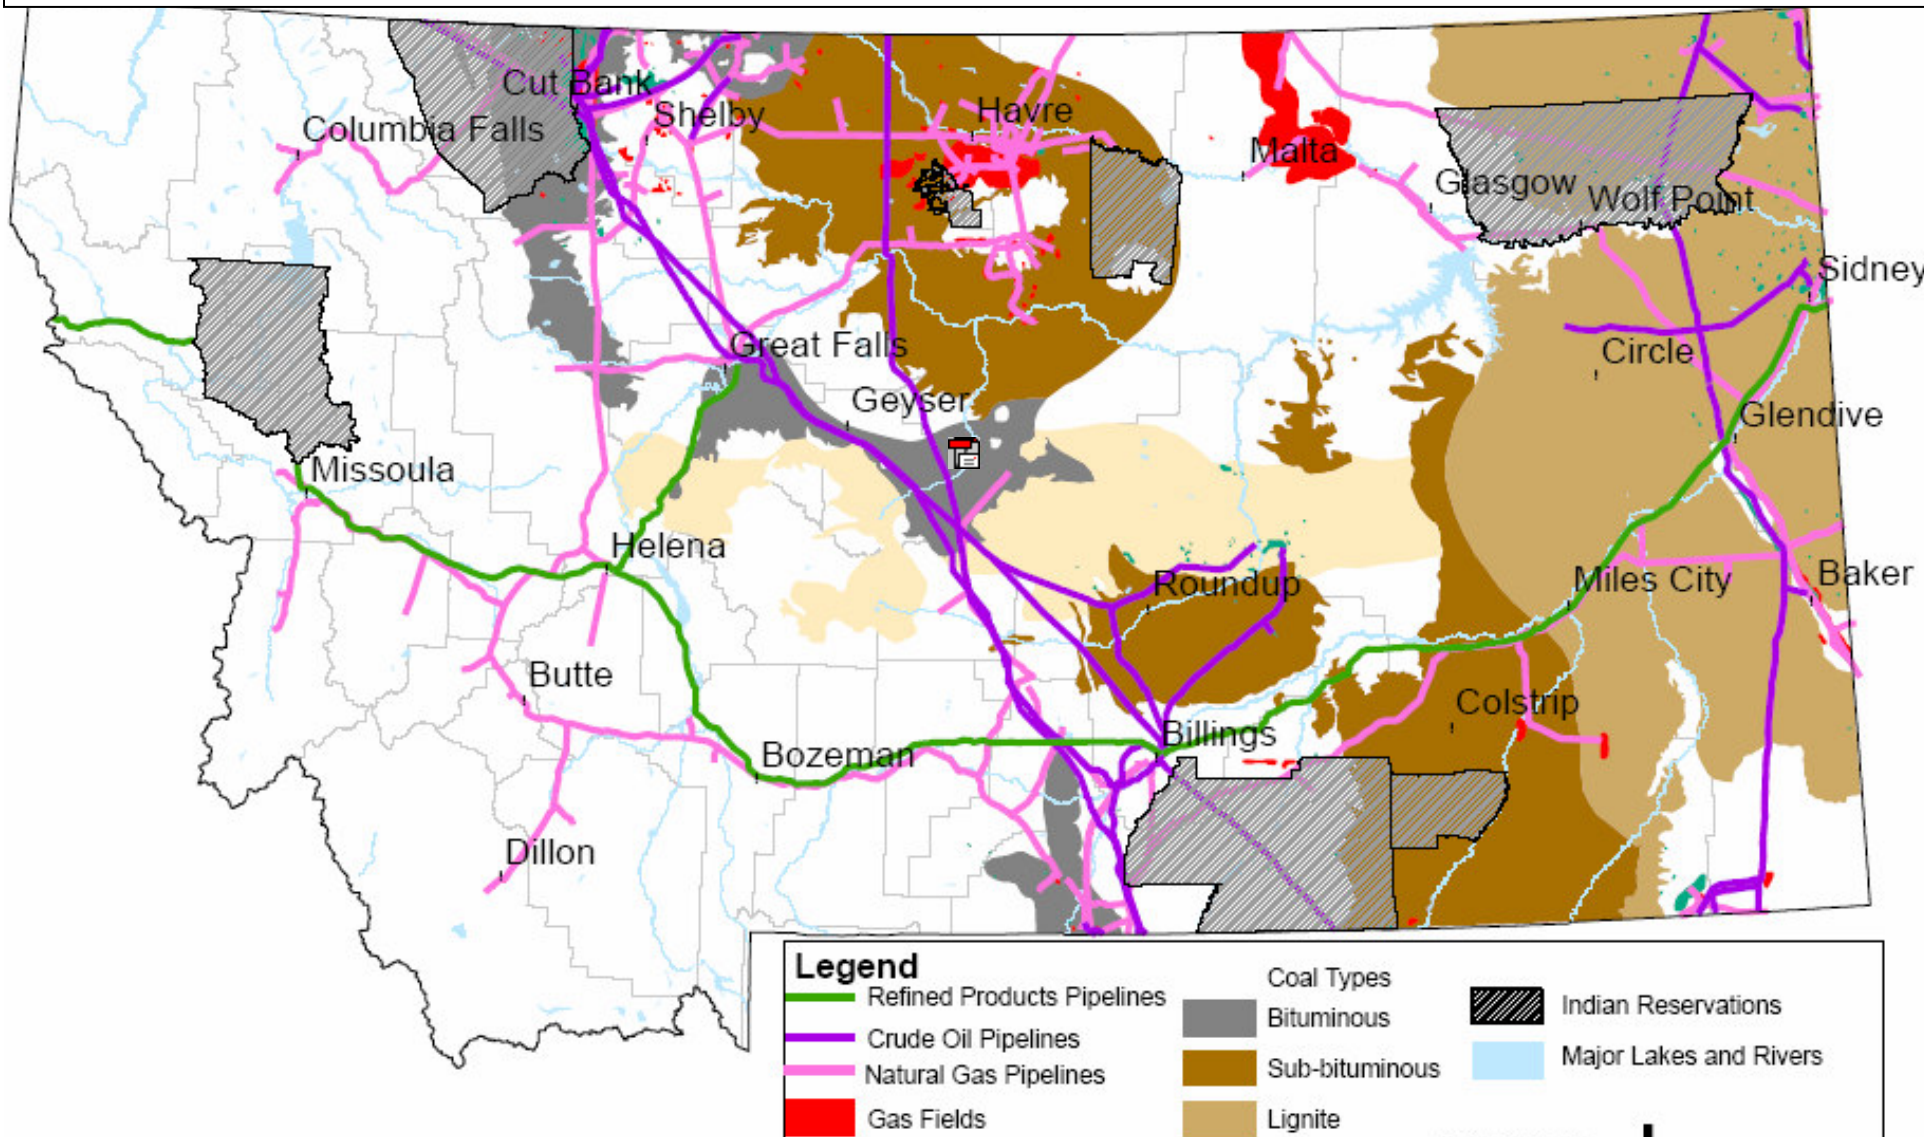 Cut Bank
Shelby
Havre
Columbia Falls
Malta
Glasgow
Wolf Point
Sidney
Great Falls
Circle
Geyser
Glendive
Missoula
Helena
Roundup
Miles City
Baker
Butte
Colstrip
Billings
Bozeman
Dillon
Legend
Refined Products Pipelines
Crude Oil Pipelines
Natural Gas Pipelines
Gas Fields
Coal Types
Bituminous
Sub-bituminous
Lignite
Indian Reservations
Major Lakes and Rivers